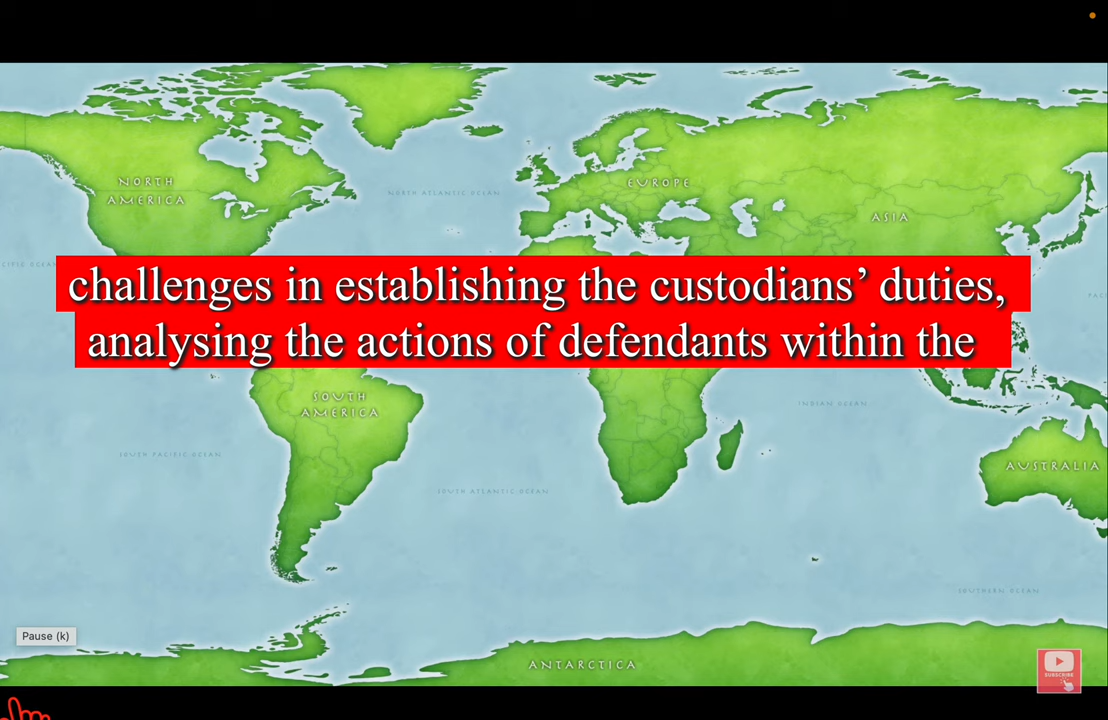 NORTH
AMERICA
NORTH ATLANTIC OCEAN
EUROPE
ASIA
challenges in establishing the custodians’ duties,
analysing the actions of defendants within the
SOUTH
AMERICA
INDIAN OCEAN
SOUTH PACIFIC OCEAN
SOUTH ATLANTIC OCEAN
AUSTRALIA
SOUTHERN OCEAN
Pause (k)
ANTARCTICA
SUBSCRIBE